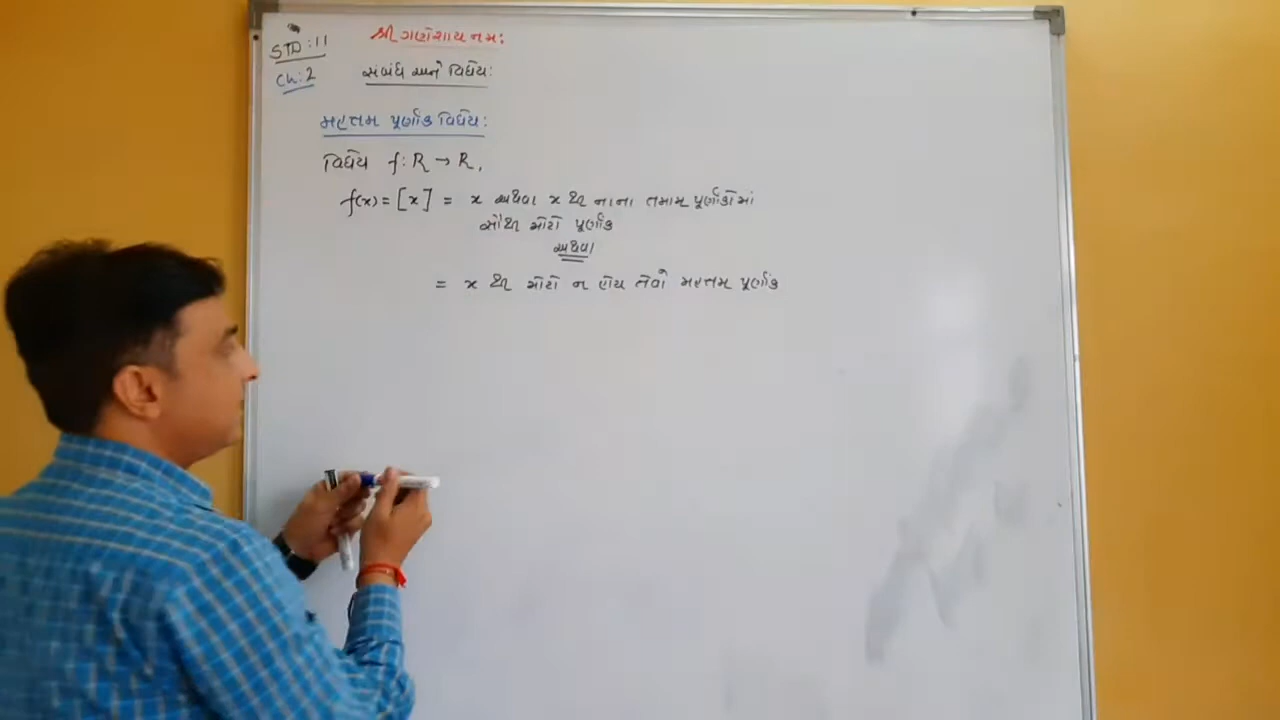 STD : 11
શ્રી ગણેશાય નમ:
Ch: 2
સંબંધ અને વિધેય:
મહત્તમ પૂર્ણાંક વિધેય:
વિધેય f: R → R,
f(x) = [x] = x અથવા x થી નાના તમામ પૂર્ણાંકોમાં
સૌથી મોટો પૂર્ણાંક
અથવા
= x થી મોટો ન હોય તેવો મહત્તમ પૂર્ણાંક